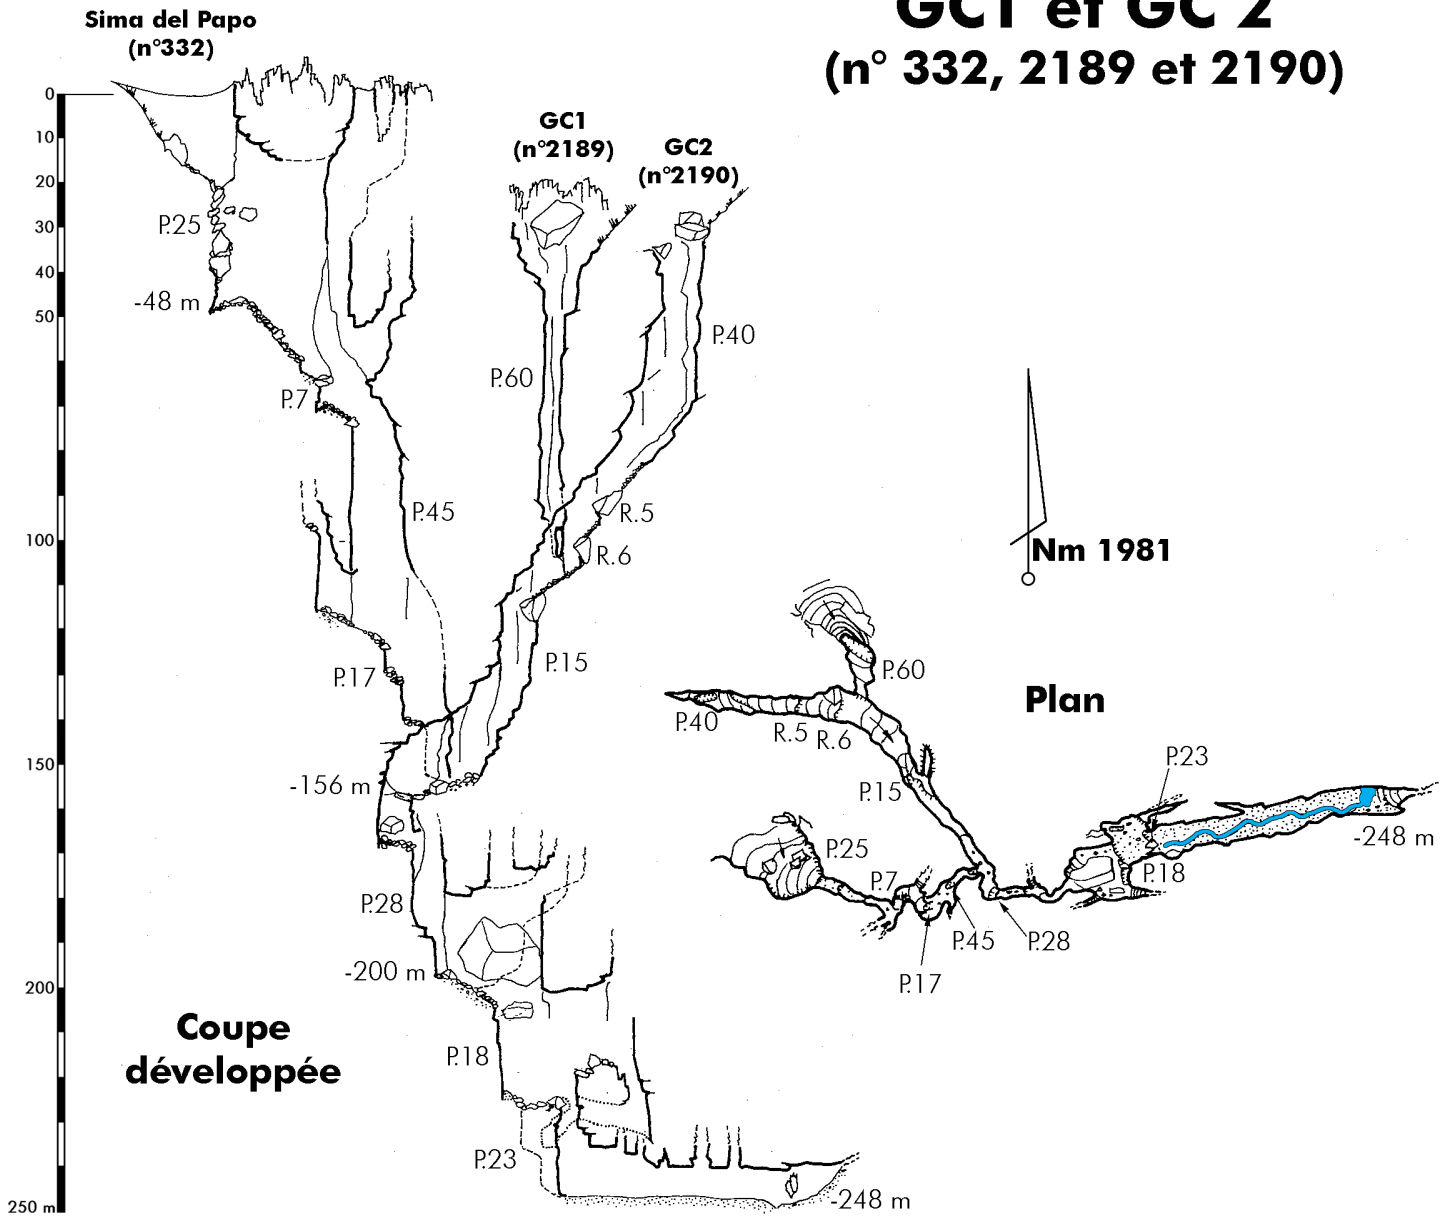 GC1 et GC 2
(n° 332, 2189 et 2190)
Sima del Papo
(n°332)
GC1
(n°2189)
GC2
(n°2190)
0
10
20
30
40
50
100
150
200
250 m
P.25
-48 m
P.7
P.45
P.17
-156 m
P.28
-200 m
P.18
P.23
-248 m
P.60
P.40
R.5
R.6
P.15
Coupe
développée
Nm 1981
Plan
P.60
P.40
R.5
R.6
P.15
P.25
P.7
P.17
P.45
P.28
P.23
P.18
-248 m